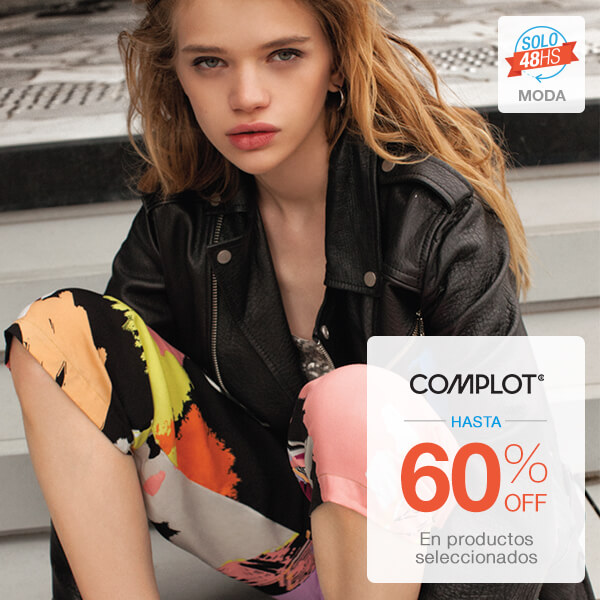 SOLO
48HS
MODA
COMPLOT
HASTA
60% OFF
En productos
seleccionados